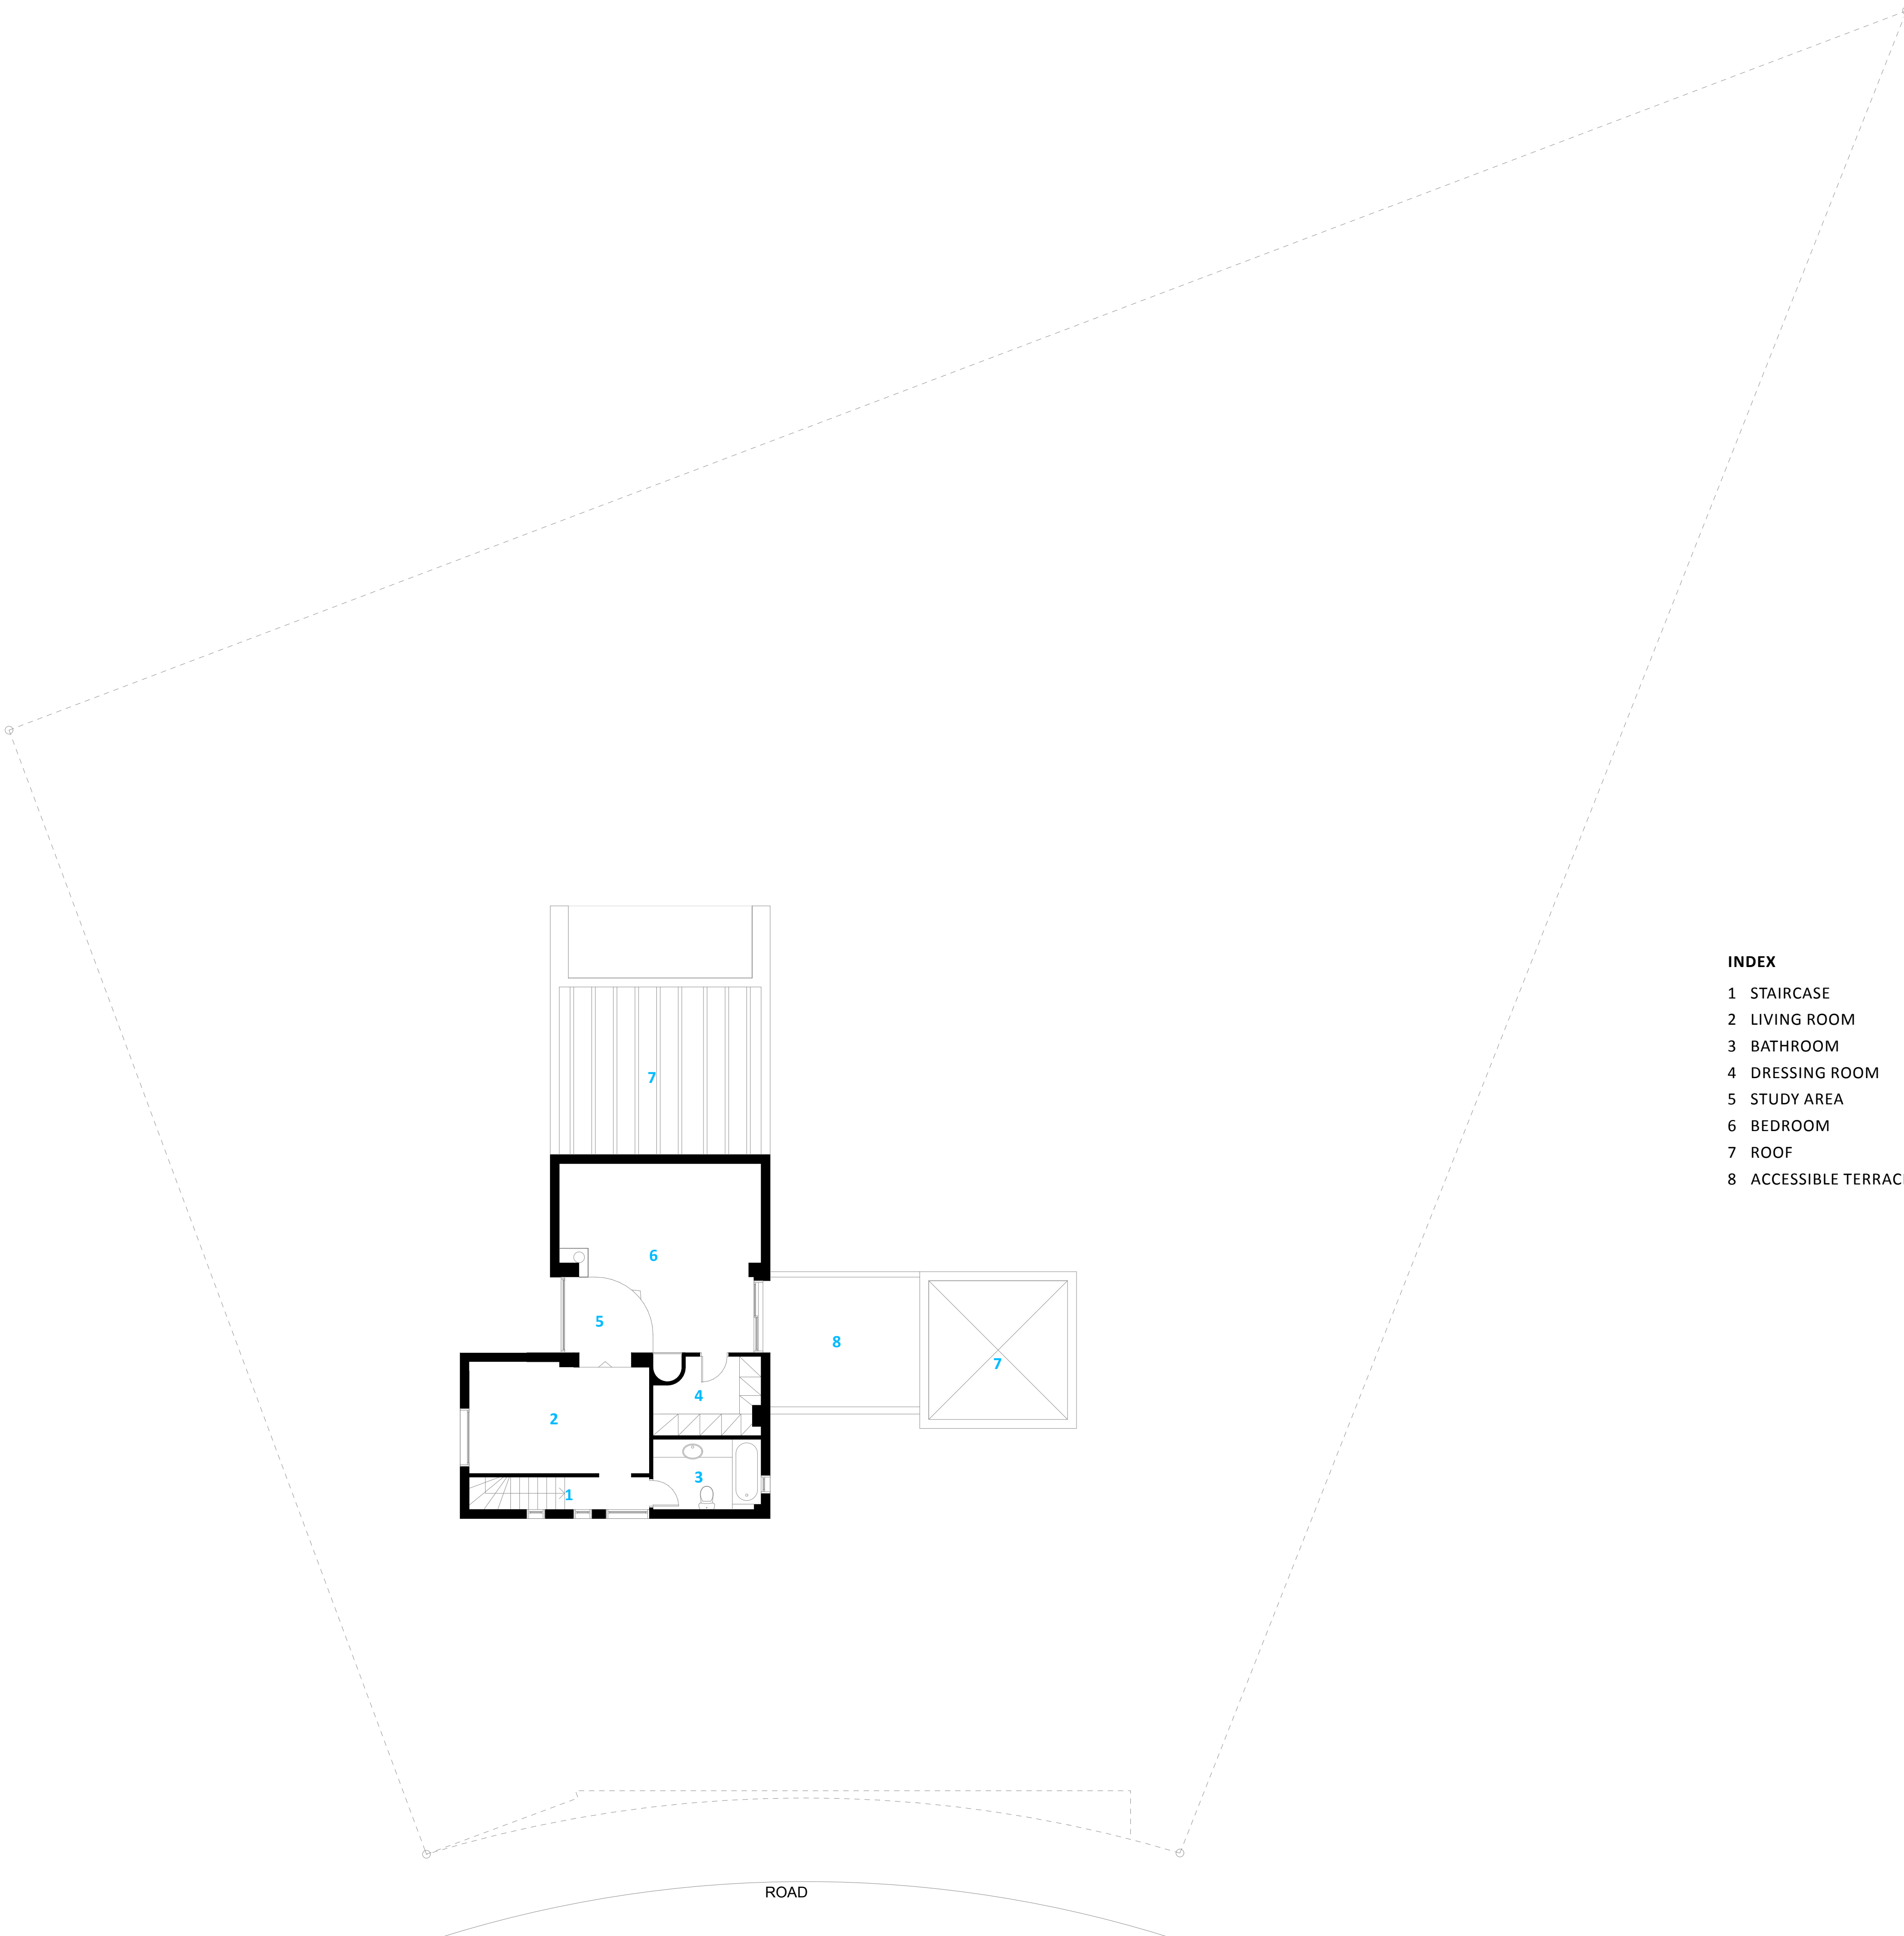 INDEX
1 STAIRCASE
2 LIVING ROOM
3 BATHROOM
4 DRESSING ROOM
5 STUDY AREA
6 BEDROOM
7 ROOF
8 ACCESSIBLE TERRAC
7
6
5
8
7
4
2
3
1
ROAD